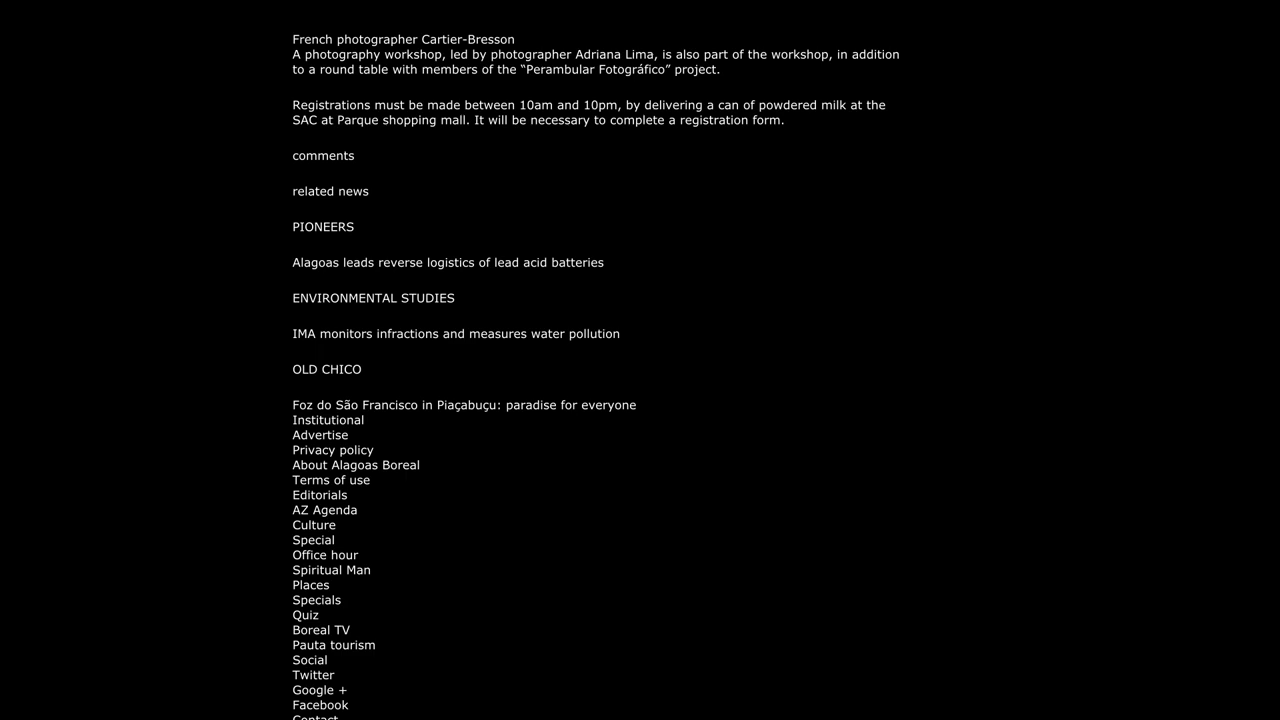 French photographer Cartier-Bresson
A photography workshop, led by photographer Adriana Lima, is also part of the workshop, in addition
to a round table with members of the “Perambular Fotográfico” project.
Registrations must be made between 10am and 10pm, by delivering a can of powdered milk at the
SAC at Parque shopping mall. It will be necessary to complete a registration form.
comments
related news
PIONEERS
Alagoas leads reverse logistics of lead acid batteries
ENVIRONMENTAL STUDIES
IMA monitors infractions and measures water pollution
OLD CHICO
Foz do São Francisco in Piaçabuçu: paradise for everyone
Institutional
Advertise
Privacy policy
About Alagoas Boreal
Terms of use
Editorials
AZ Agenda
Culture
Special
Office hour
Spiritual Man
Places
Specials
Quiz
Boreal TV
Pauta tourism
Social
Twitter
Google +
Facebook
Contact